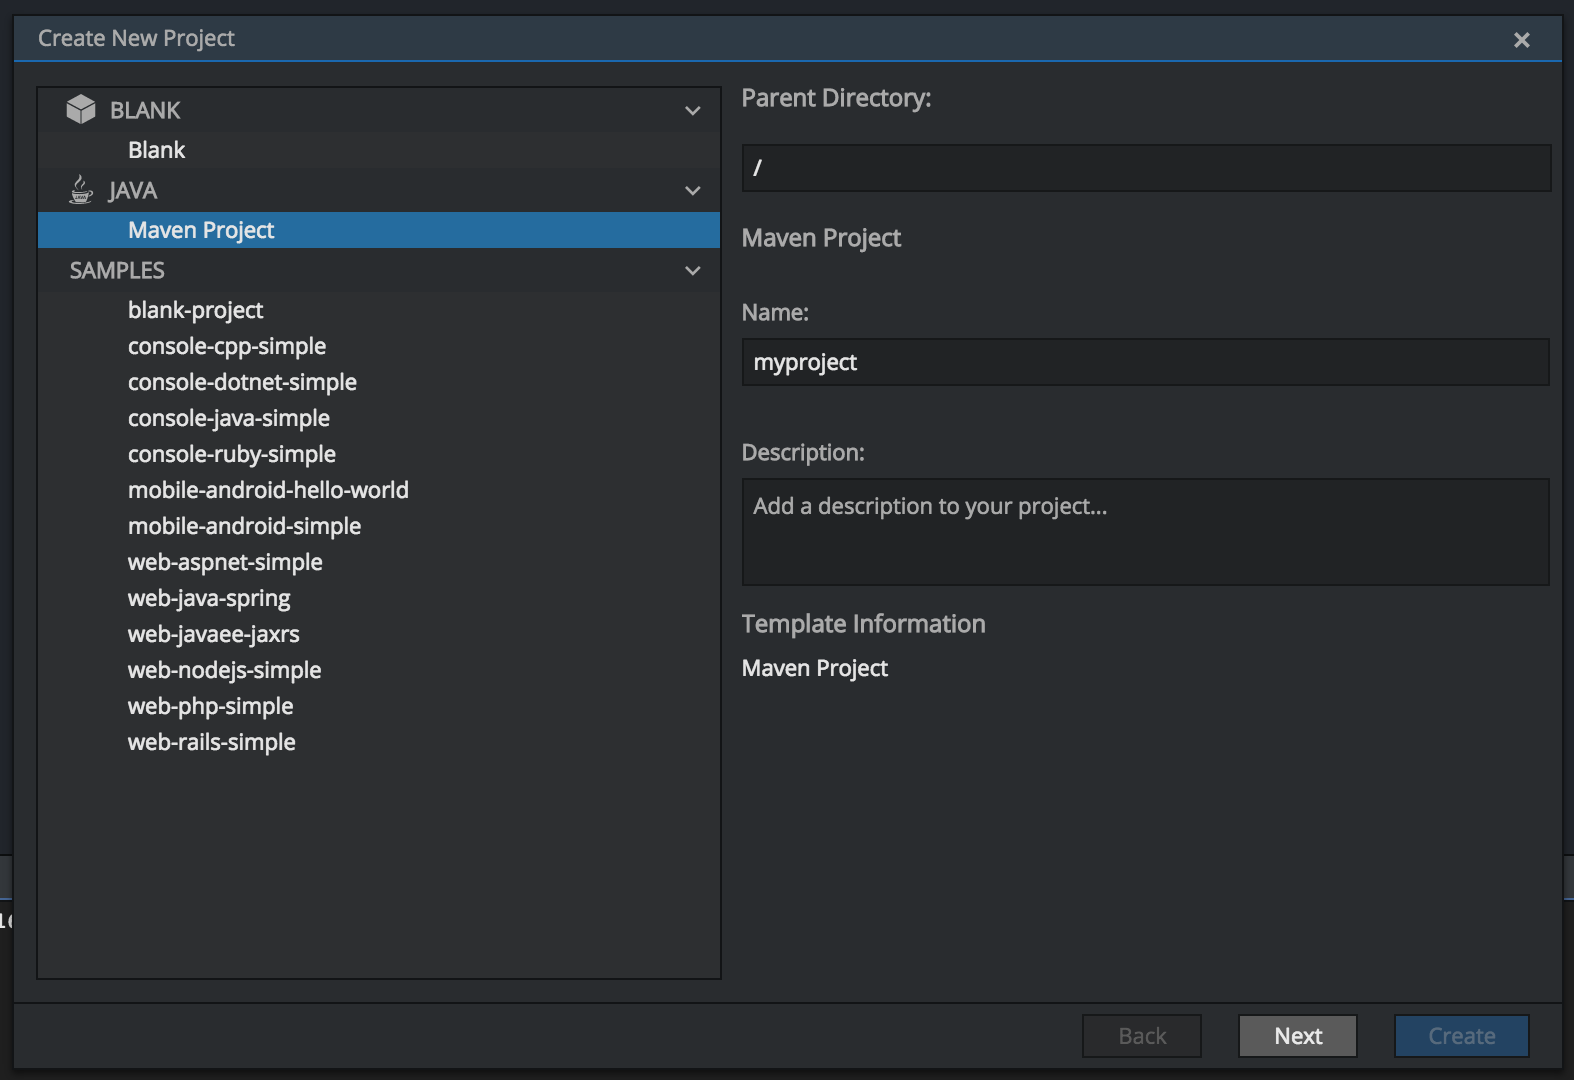 Create New Project
BLANK
Blank
JAVA
Maven Project
SAMPLES
blank-project
console-cpp-simple
console-dotnet-simple
console-java-simple
console-ruby-simple
mobile-android-hello-world
mobile-android-simple
web-aspnet-simple
web-java-spring
web-javaee-jaxrs
web-nodejs-simple
web-php-simple
web-rails-simple
Parent Directory:
/
Maven Project
Name:
myproject
Description:
Add a description to your project...
Template Information
Maven Project
Back
Next
Create